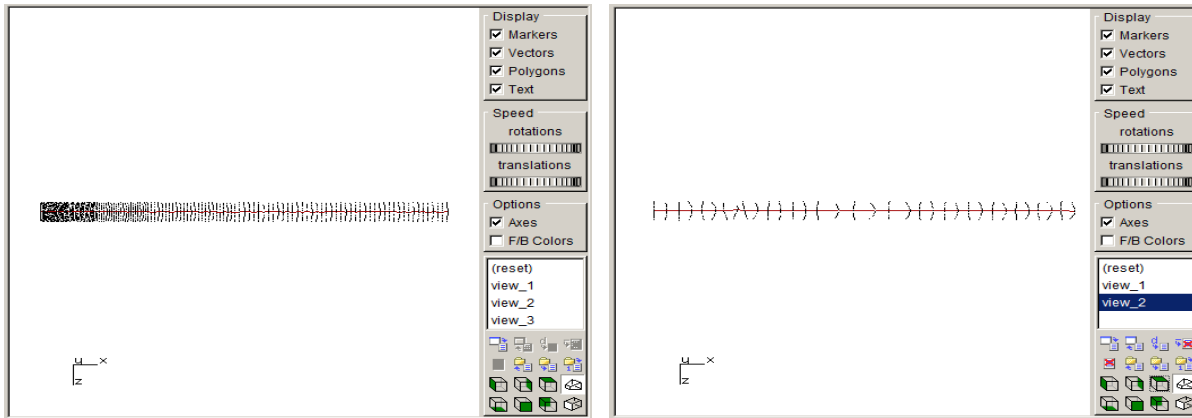 Display
Markers
Vectors
Polygons
Text
Speed
rotations
translations
Options
Axes
F/B Colors
(reset)
view_1
view_2
view_3
y x
z
Display
Markers
Vectors
Polygons
Text
Speed
rotations
translations
Options
Axes
F/B Colors
(reset)
view_1
view_2
y x
z